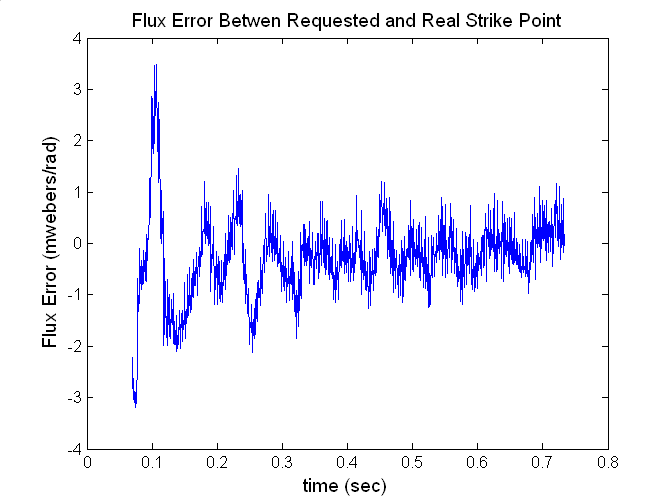 Flux Error Betwen Requested and Real Strike Point
4
3
2
1
0
-1
-2
-3
-4
Flux Error (mwebers/rad)
0 0.1 0.2 0.3 0.4 0.5 0.6 0.7 0.8
time (sec)